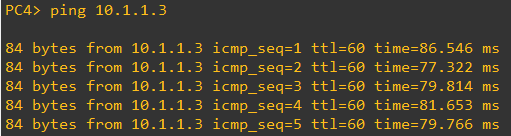 PC4> ping 10.1.1.3
84 bytes from 10.1.1.3 icmp_seq=1 ttl=60 time=86.546 ms
84 bytes from 10.1.1.3 icmp_seq=2 ttl=60 time=77.322 ms
84 bytes from 10.1.1.3 icmp_seq=3 ttl=60 time=79.814 ms
84 bytes from 10.1.1.3 icmp_seq=4 ttl=60 time=81.653 ms
84 bytes from 10.1.1.3 icmp_seq=5 ttl=60 time=79.766 ms